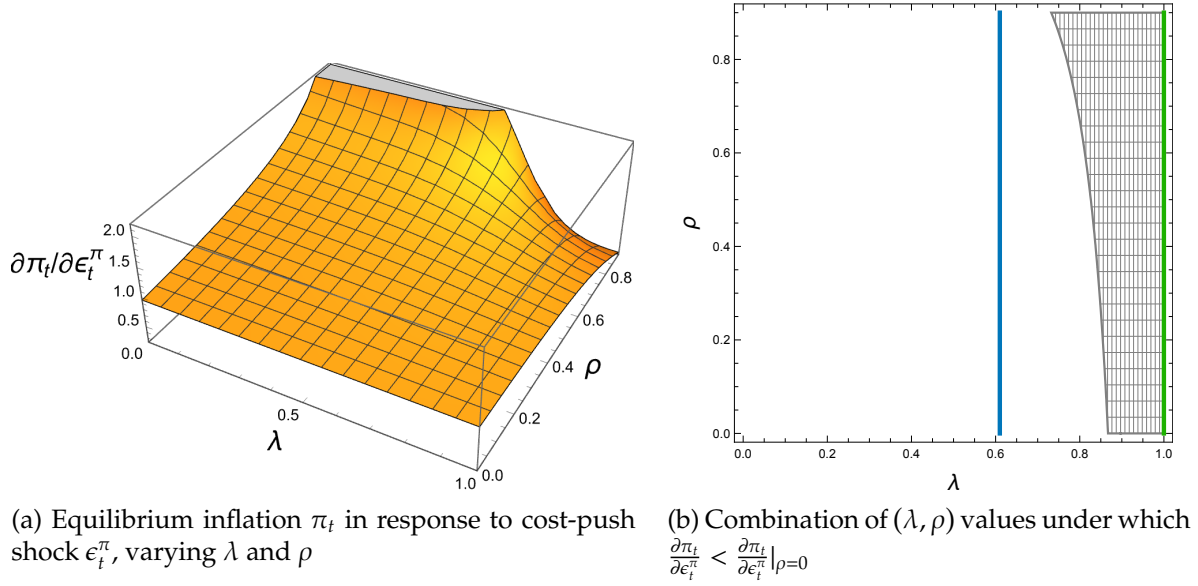 2.0
1.5
∂π_t/∂ϵ_t^π
1.0
0.5
0.0
0.5
λ
1.0
0.0
0.2
0.4
ρ
0.6
0.8
0.8
0.6
ρ
0.4
0.2
0.0
0.0 0.2 0.4 0.6 0.8 1.0
λ
(a) Equilibrium inflation π_t in response to cost-push
shock ϵ_t^π, varying λ and ρ
(b) Combination of (λ, ρ) values under which
∂π_t/∂ϵ_t^π < ∂π_t/∂ϵ_t^π|_{ρ=0}